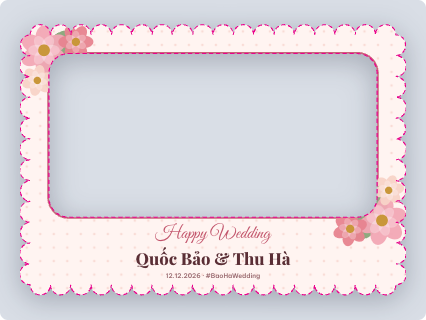 Happy Wedding
Quốc Bảo & Thu Hà
12.12.2026 · #BaoHaWedding